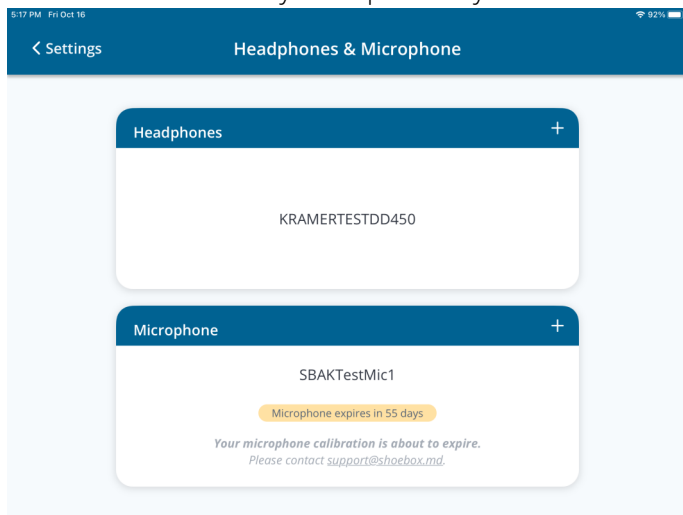 5:17 PM Fri Oct 16
92%
Settings
Headphones & Microphone
Headphones
KRAMERTESTDD450
Microphone
SBAKTestMic1
Microphone expires in 55 days
Your microphone calibration is about to expire.
Please contact support@shoebox.md.